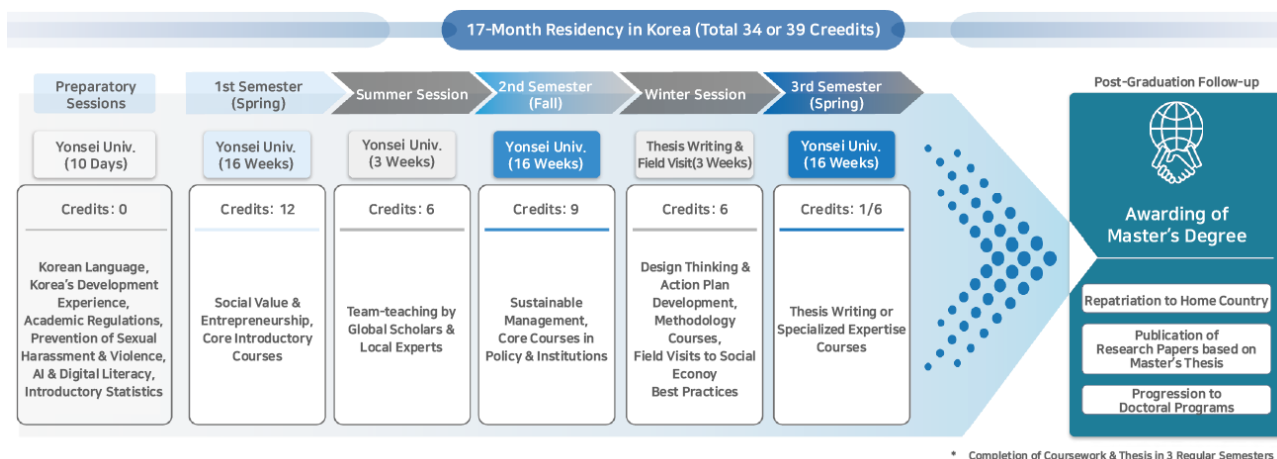 17-Month Residency in Korea (Total 34 or 39 Creedits)
Preparatory
Sessions
1st Semester
(Spring)
Summer Session
2nd Semester
(Fall)
Winter Session
3rd Semester
(Spring)
Post-Graduation Follow-up
Yonsei Univ.
(10 Days)
Yonsei Univ.
(16 Weeks)
Yonsei Univ.
(3 Weeks)
Yonsei Univ.
(16 Weeks)
Thesis Writing &
Field Visit(3 Weeks)
Yonsei Univ.
(16 Weeks)
Credits: 0
Korean Language,
Korea's Development
Experience,
Academic Regulations,
Prevention of Sexual
Harassment & Violence,
AI & Digital Literacy,
Introductory Statistics
Credits: 12
Social Value &
Entrepreneurship,
Core Introductory
Courses
Credits: 6
Team-teaching by
Global Scholars &
Local Experts
Credits: 9
Sustainable
Management,
Core Courses in
Policy & Institutions
Credits: 6
Design Thinking &
Action Plan
Development,
Methodology
Courses,
Field Visits to Social
Econoy
Best Practices
Credits: 1/6
Thesis Writing or
Specialized Expertise
Courses
Awarding of
Master's Degree
Repatriation to Home Country
Publication of
Research Papers based on
Master's Thesis
Progression to
Doctoral Programs
* Completion of Coursework & Thesis in 3 Regular Semesters